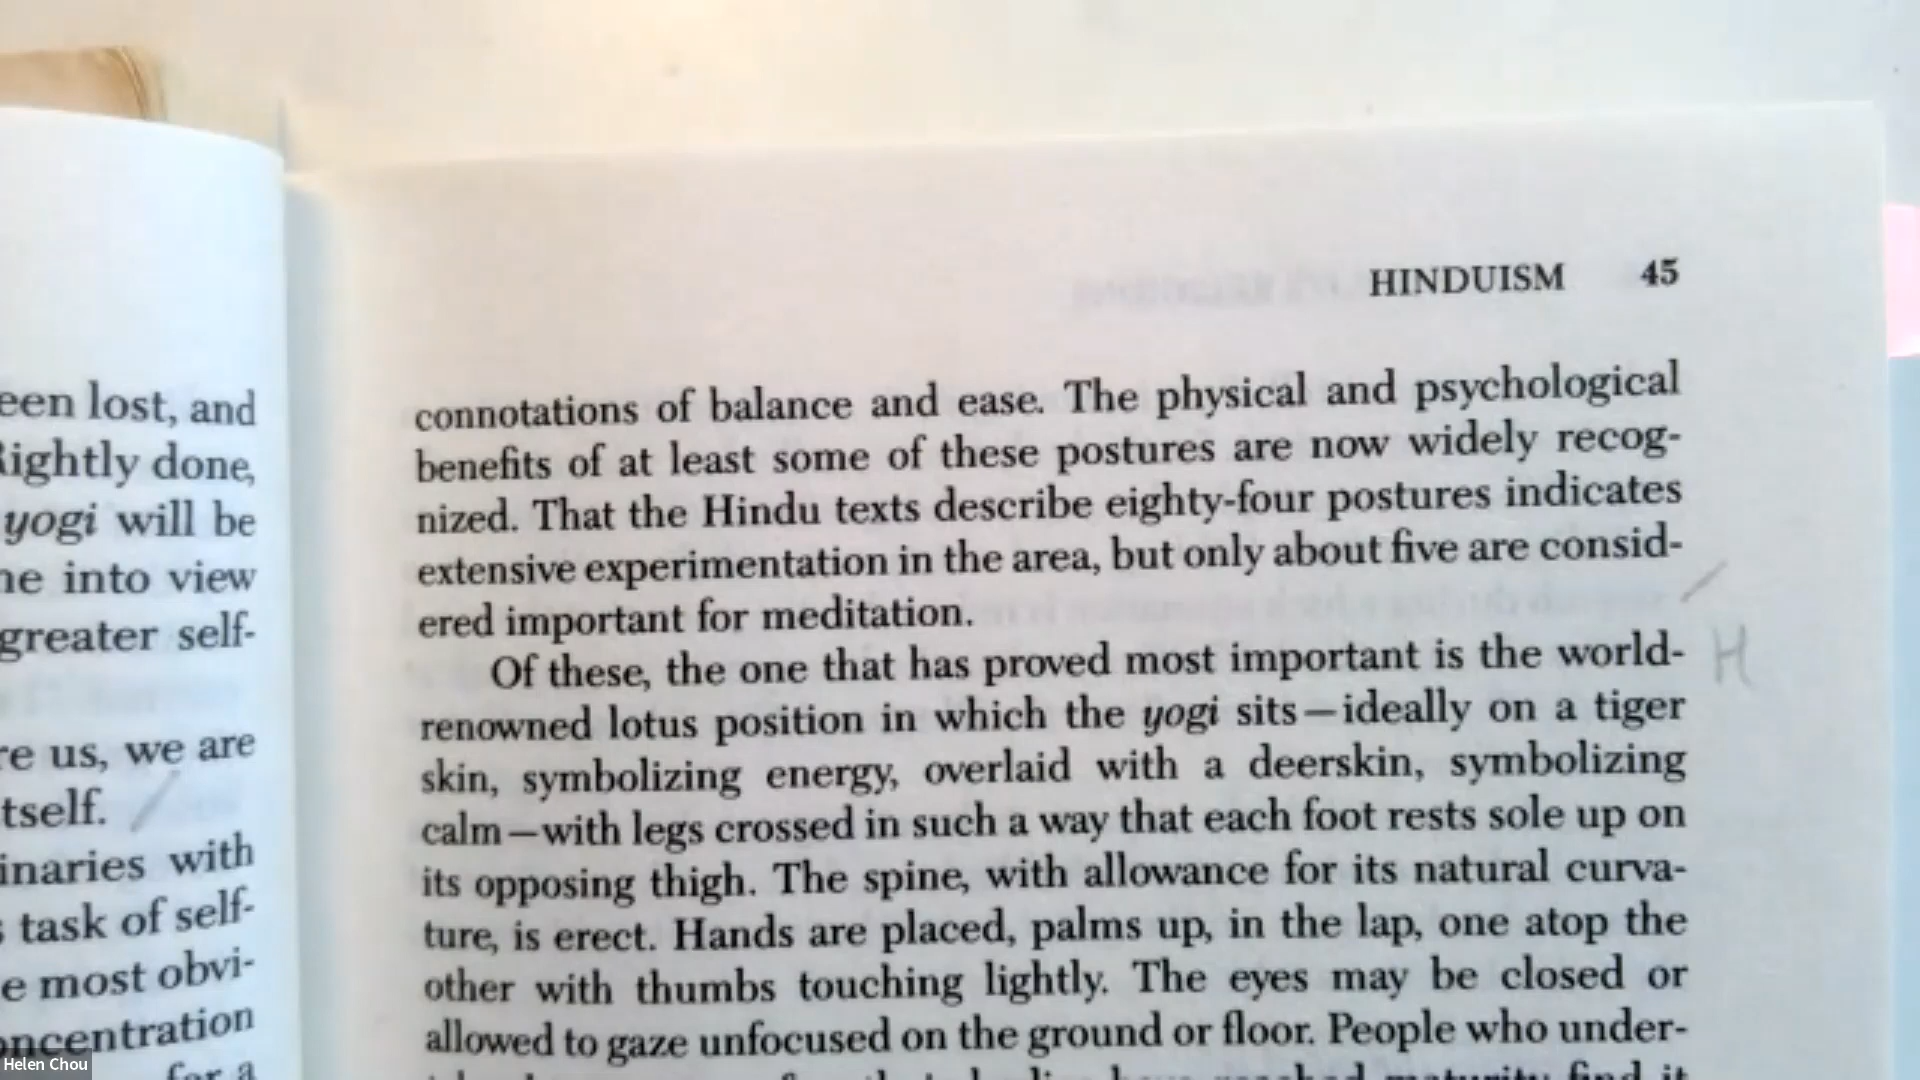 lost, and
done,
yogi will be
into view
greater self-
us, we are
with
task of self-
most obvi-
HINDUISM 45
connotations of balance and ease. The physical and psychological
benefits of at least some of these postures are now widely recog-
nized. That the Hindu texts describe eighty-four postures indicates
extensive experimentation in the area, but only about five are consid-
ered important for meditation.
Of these, the one that has proved most important is the world-
renowned lotus position in which the yogi sits—ideally on a tiger
skin, symbolizing energy, overlaid with a deerskin, symbolizing
calm—with legs crossed in such a way that each foot rests sole up on
its opposing thigh. The spine, with allowance for its natural curva-
ture, is erect. Hands are placed, palms up, in the lap, one atop the
other with thumbs touching lightly. The eyes may be closed or
allowed to gaze unfocused on the ground or floor. People who under-
H
Helen Chou